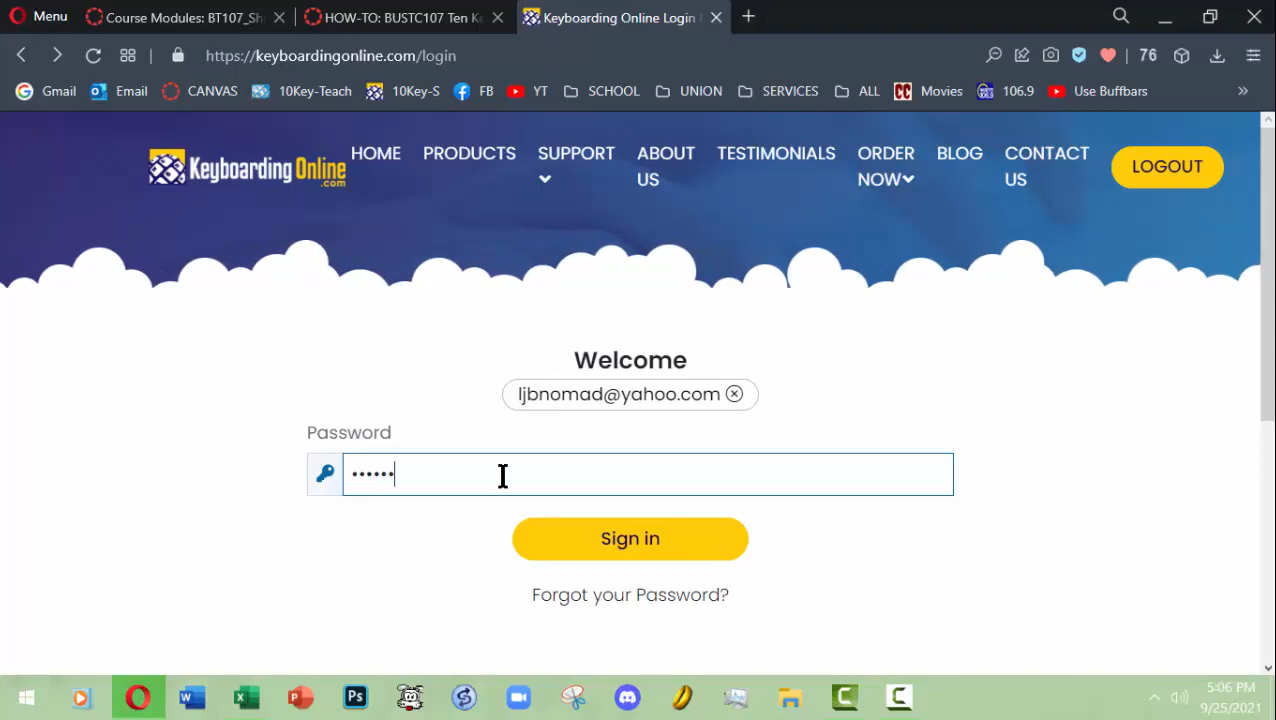 Menu
Course Modules: BT107_Sh
HOW-TO: BUSTC107 Ten Ke
Keyboarding Online Login
https://keyboardingonline.com/login
76
Gmail
Email
CANVAS
10Key-Teach
10Key-S
FB
YT
SCHOOL
UNION
SERVICES
ALL
Movies
106.9
Use Buffbars
Keyboarding Online
.com
HOME
PRODUCTS
SUPPORT
ABOUT US
TESTIMONIALS
ORDER NOW
BLOG
CONTACT US
LOGOUT
Welcome
ljbnomad@yahoo.com
Password
••••••
Sign in
Forgot your Password?
5:06 PM
9/25/2021